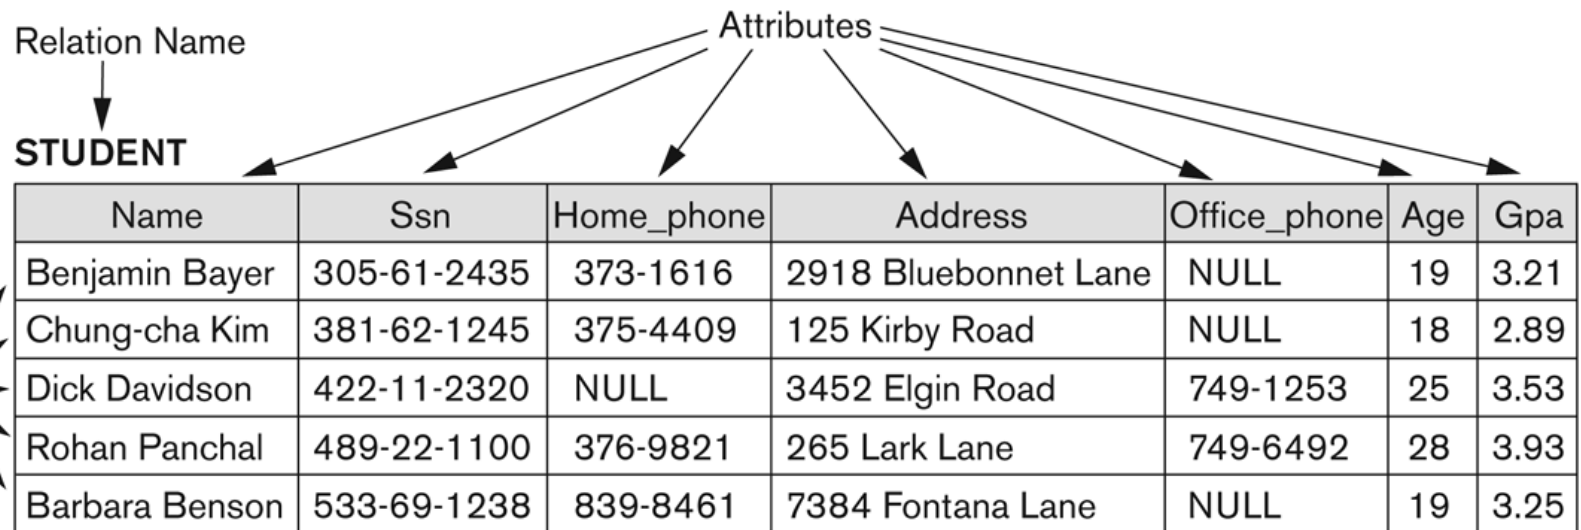 Attributes
Relation Name
STUDENT
Name Ssn Home_phone Address Office_phone Age Gpa
Benjamin Bayer 305-61-2435 373-1616 2918 Bluebonnet Lane NULL 19 3.21
Chung-cha Kim 381-62-1245 375-4409 125 Kirby Road NULL 18 2.89
Dick Davidson 422-11-2320 NULL 3452 Elgin Road 749-1253 25 3.53
Rohan Panchal 489-22-1100 376-9821 265 Lark Lane 749-6492 28 3.93
Barbara Benson 533-69-1238 839-8461 7384 Fontana Lane NULL 19 3.25